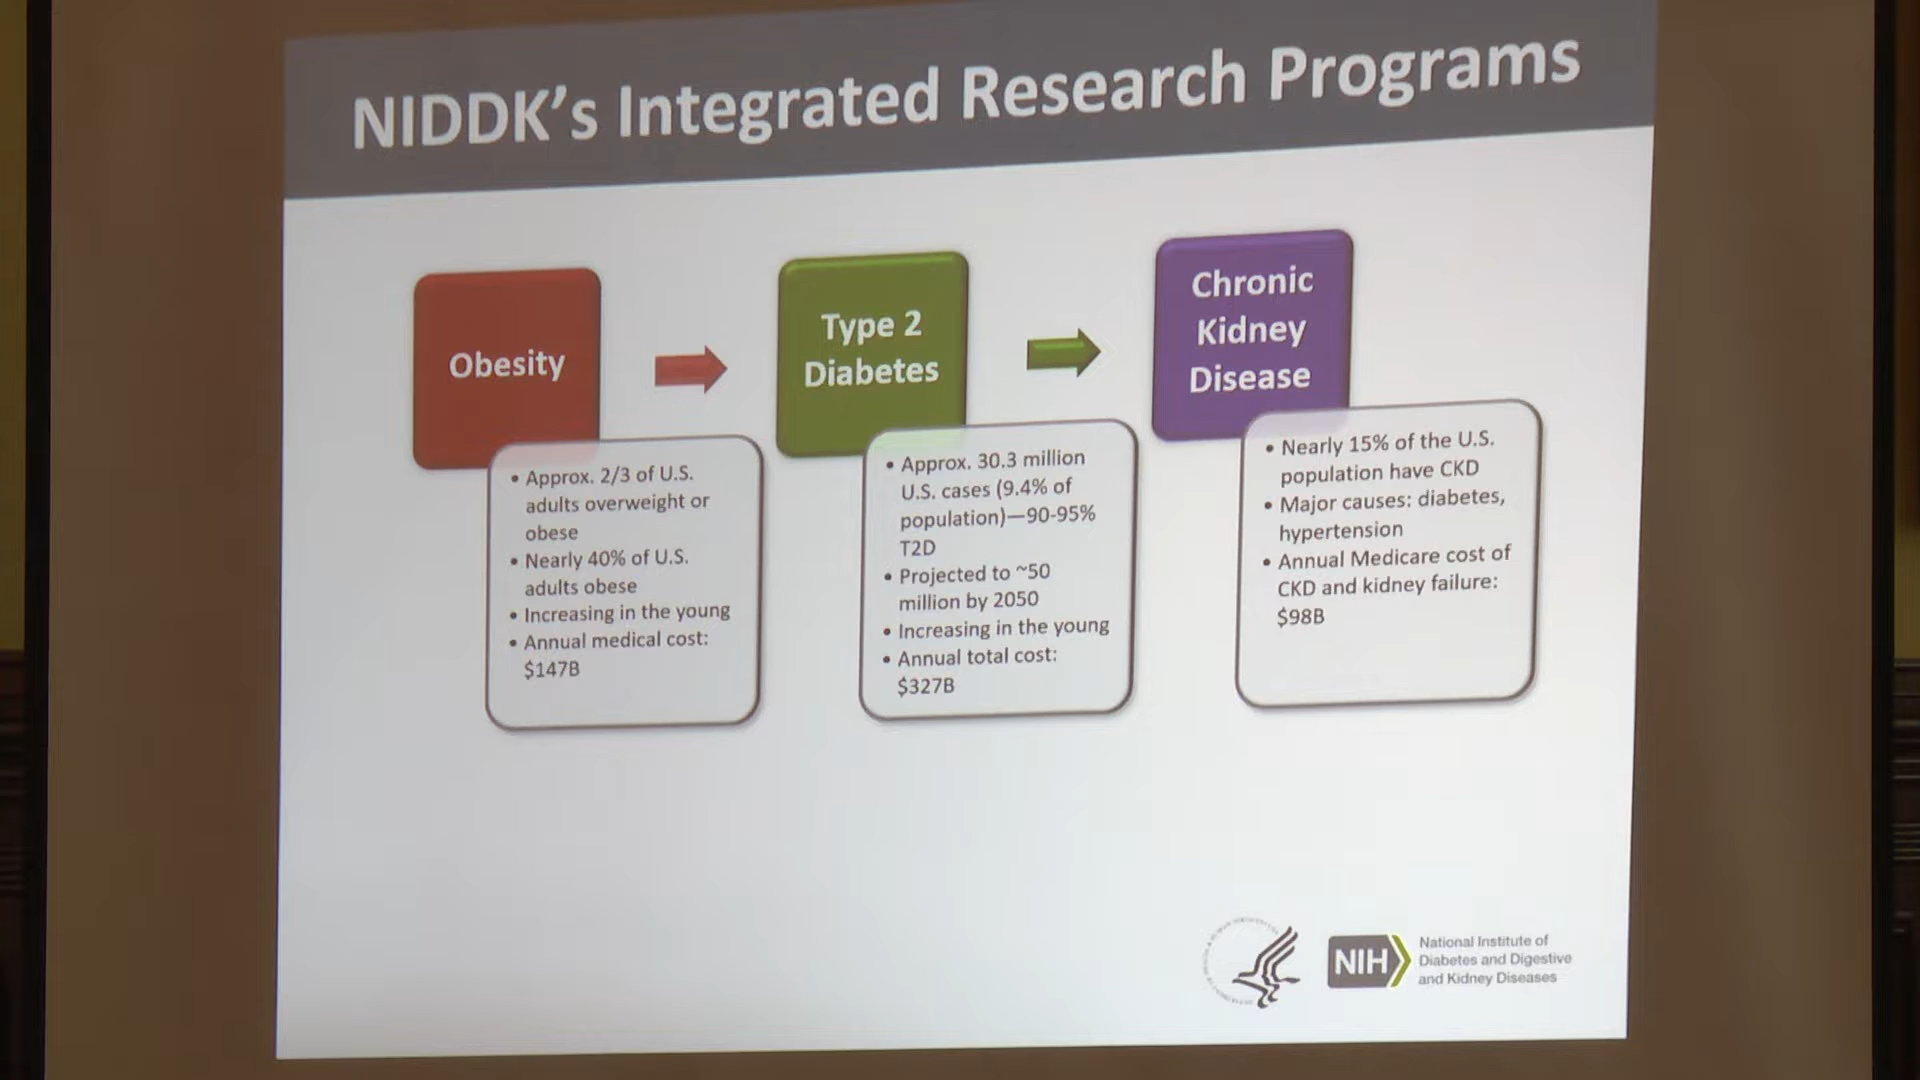 NIDDK's Integrated Research Programs
Obesity
• Approx. 2/3 of U.S.
adults overweight or
obese
• Nearly 40% of U.S.
adults obese
• Increasing in the young
• Annual medical cost:
$147B
Type 2
Diabetes
• Approx. 30.3 million
U.S. cases (9.4% of
population)—90-95%
T2D
• Projected to ~50
million by 2050
• Increasing in the young
• Annual total cost:
$327B
Chronic
Kidney
Disease
• Nearly 15% of the U.S.
population have CKD
• Major causes: diabetes,
hypertension
• Annual Medicare cost of
CKD and kidney failure:
$98B
NIH
National Institute of
Diabetes and Digestive
and Kidney Diseases